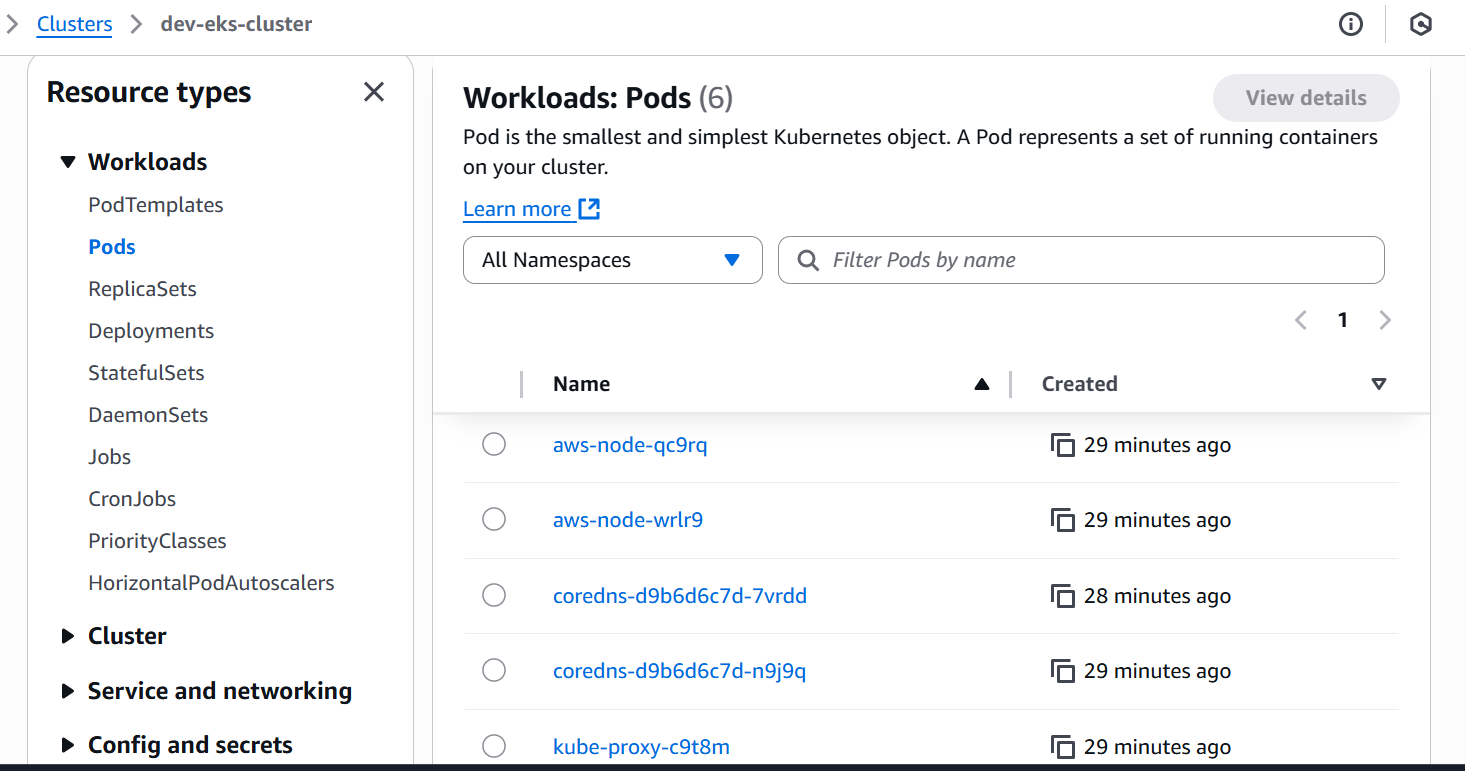 Clusters
dev-eks-cluster
Resource types
Workloads
PodTemplates
Pods
ReplicaSets
Deployments
StatefulSets
DaemonSets
Jobs
CronJobs
PriorityClasses
HorizontalPodAutoscalers
Cluster
Service and networking
Config and secrets
Workloads: Pods (6)
View details
Pod is the smallest and simplest Kubernetes object. A Pod represents a set of running containers
on your cluster.
Learn more
All Namespaces
Filter Pods by name
1
Name Created
aws-node-qc9rq 29 minutes ago
aws-node-wrlr9 29 minutes ago
coredns-d9b6d6c7d-7vrdd 28 minutes ago
coredns-d9b6d6c7d-n9j9q 29 minutes ago
kube-proxy-c9t8m 29 minutes ago